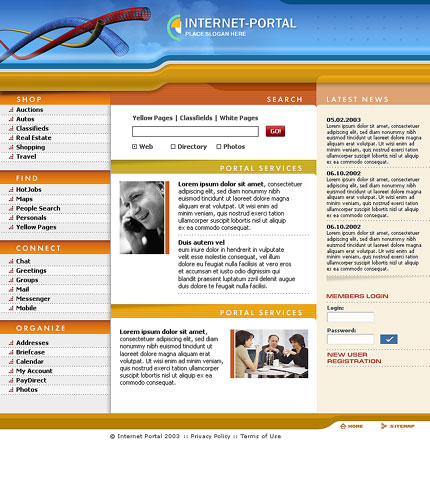 INTERNET-PORTAL
PLACE SLOGAN HERE
SHOP
Auctions
Autos
Classifieds
Real Estate
Shopping
Travel
FIND
HotJobs
Maps
People Search
Personals
Yellow Pages
CONNECT
Chat
Greetings
Groups
Mail
Messenger
Mobile
ORGANIZE
Addresses
Briefcase
Calendar
My Account
PayDirect
Photos
SEARCH
Yellow Pages | Classfields | White Pages
GO!
Web Directory Photos
PORTAL SERVICES
Lorem ipsum dolor sit amet, consectetuer
adipiscing elit, sed diam nonummy nibh
euismod tincidunt ut laoreet dolore magna
aliquam erat volutpat. Ut wisi enim ad
minim veniam, quis nostrud exerci tation
ullamcorper suscipit lobortis nisl ut aliquip
ex ea commodo consequat.
Duis autem vel
eum iriure dolor in hendrerit in vulputate
velit esse molestie consequat, vel illum
dolore eu feugiat nulla facilisis at vero eros
et accumsan et iusto odio dignissim qui
blandit praesent luptatum zzril delenit augue
duis dolore te feugait nulla facilisi.
PORTAL SERVICES
Lorem ipsum dolor sit amet,
consectetuer adipiscing elit, sed diam
nonummy nibh euismod tincidunt ut
laoreet dolore magna aliquam erat
volutpat. Ut wisi enim ad minim
veniam, quis nostrud exerci tation
ullamcorper suscipit lobortis nisl ut
aliquip ex ea commodo consequat.
LATEST NEWS
05.02.2003
Lorem ipsum dolor sit amet, consectetuer
adipiscing elit, sed diam nonummy nibh
euismod tincidunt ut laoreet dolore magna
aliquam erat volutpat. Ut wisi enim ad
minim veniam, quis nostrud exerci tation
ullamcorper suscipit lobortis nisl ut aliquip
ex ea commodo consequat.
06.10.2002
Lorem ipsum dolor sit amet, consectetuer
adipiscing elit, sed diam nonummy nibh
euismod tincidunt ut laoreet dolore magna
aliquam erat volutpat. Ut wisi enim ad
minim veniam, quis nostrud exerci tation
ullamcorper suscipit lobortis nisl ut aliquip
ex ea commodo consequat.
06.10.2002
Lorem ipsum dolor sit amet, consectetuer
adipiscing elit, sed diam nonummy nibh
euismod tincidunt ut laoreet dolore magna
aliquam erat volutpat. Ut wisi enim ad
minim veniam, quis nostrud exerci tation
ullamcorper suscipit lobortis nisl ut aliquip
ex ea commodo consequat.
MEMBERS LOGIN
Login:
Password:
NEW USER
REGISTRATION
HOME SITEMAP
© Internet Portal 2003 :: Privacy Policy :: Terms of Use